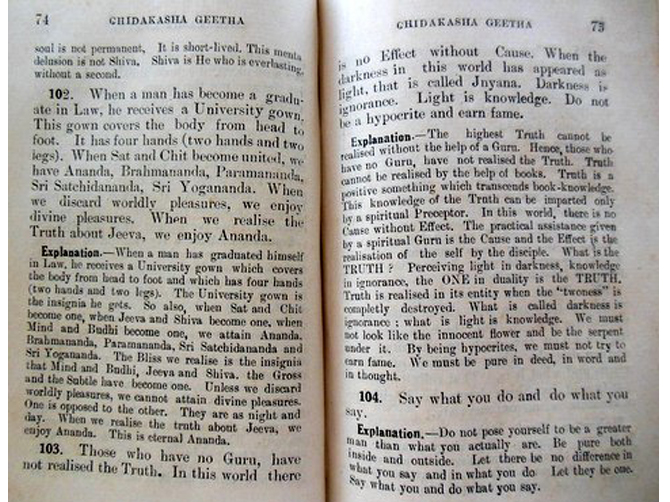 74 CHIDAKASHA GEETHA
soul is not permanent. It is short-lived. This menta
delusion is not Shiva. Shiva is He who is everlasting,
without a second.
102. When a man has become a gradu-
ate in Law, he receives a University gown.
This gown covers the body from head to
foot. It has four hands (two hands and two
legs). When Sat and Chit become united, we
have Ananda, Brahmananda, Paramananda,
Sri Satchidananda, Sri Yogananda. When
we discard worldly pleasures, we enjoy
divine pleasures. When we realise the
Truth about Jeeva, we enjoy Ananda.
Explanation.—When a man has graduated himself
in Law, he receives a University gown which covers
the body from head to foot and which has four hands
(two hands and two legs). The University gown is
the insignia he gets. So also, when Sat and Chit
become one, when Jeeva and Shiva become one, when
Mind and Budhi become one, we attain Ananda.
Brahmananda, Paramananda, Sri Satchidananda and
Sri Yogananda. The Bliss we realise is the insignia
that Mind and Budhi, Jeeva and Shiva. the Gross
and the Subtle have become one. Unless we discard
worldly pleasures, we cannot attain divine pleasures.
One is opposed to the other. They are as night and
day. When we realise the truth about Jeeva, we
enjoy Ananda. This is eternal Ananda.
103. Those who have no Guru, have
not realised the Truth. In this world there
CHIDAKASHA GEETHA 75
is no Effect without Cause. When the
darkness in this world has appeared as
light, that is called Jnyana. Darkness is
ignorance. Light is knowledge. Do not
be a hypocrite and earn fame.
Explanation.—The highest Truth cannot be
realised without the help of a Guru. Hence, those who
have no Guru, have not realised the Truth. Truth
cannot be realised by the help of books. Truth is a
positive something which transcends book-knowledge.
This knowledge of the Truth can be imparted only
by a spiritual Preceptor. In this world, there is no
Cause without Effect. The practical assistance given
by a spiritual Guru is the Cause and the Effect is the
realisation of the self by the disciple. What is the
TRUTH? Perceiving light in darkness, knowledge
in ignorance, the ONE in duality is the TRUTH.
Truth is realised in its entity when the "twoness" is
completely destroyed. What is called darkness is
ignorance; what is light is knowledge. We must
not look like the innocent flower and be the serpent
under it. By being hypocrites, we must not try to
earn fame. We must be pure in deed, in word and
in thought.
104. Say what you do and do what you
say.
Explanation.—Do not pose yourself to be a greater
man than what you actually are. Be pure both
inside and outside. Let there be no difference in
what you say and in what you do. Let they be one.
Say what you do and do what you say.